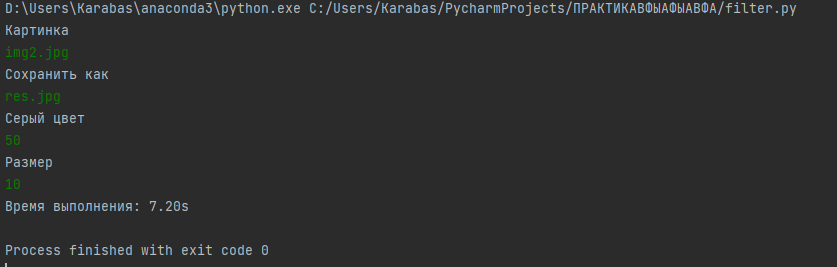 D:\Users\Karabas\anaconda3\python.exe C:/Users/Karabas/PycharmProjects/ПРАКТИКАВФЫАФЫАВФА/filter.py
Картинка
img2.jpg
Сохранить как
res.jpg
Серый цвет
50
Размер
10
Время выполнения: 7.20s
Process finished with exit code 0